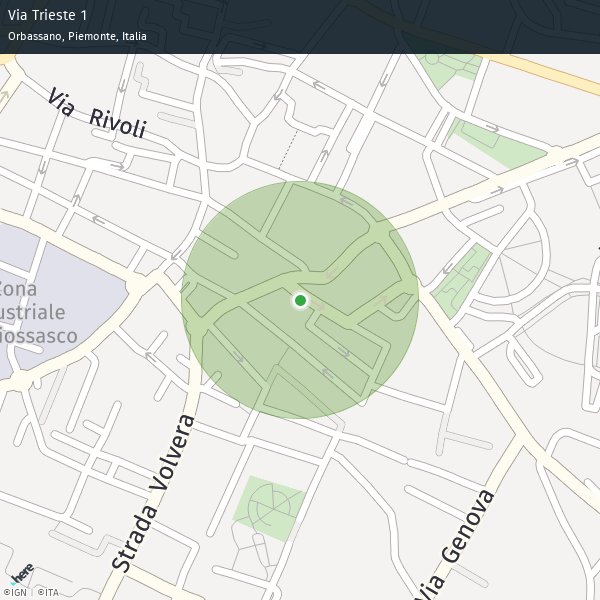 Via Trieste 1
Orbassano, Piemonte, Italia
Via Rivoli
Zona
ustriale
iossasco
Strada Volvera
Via Genova
here
©IGN | ©ITA